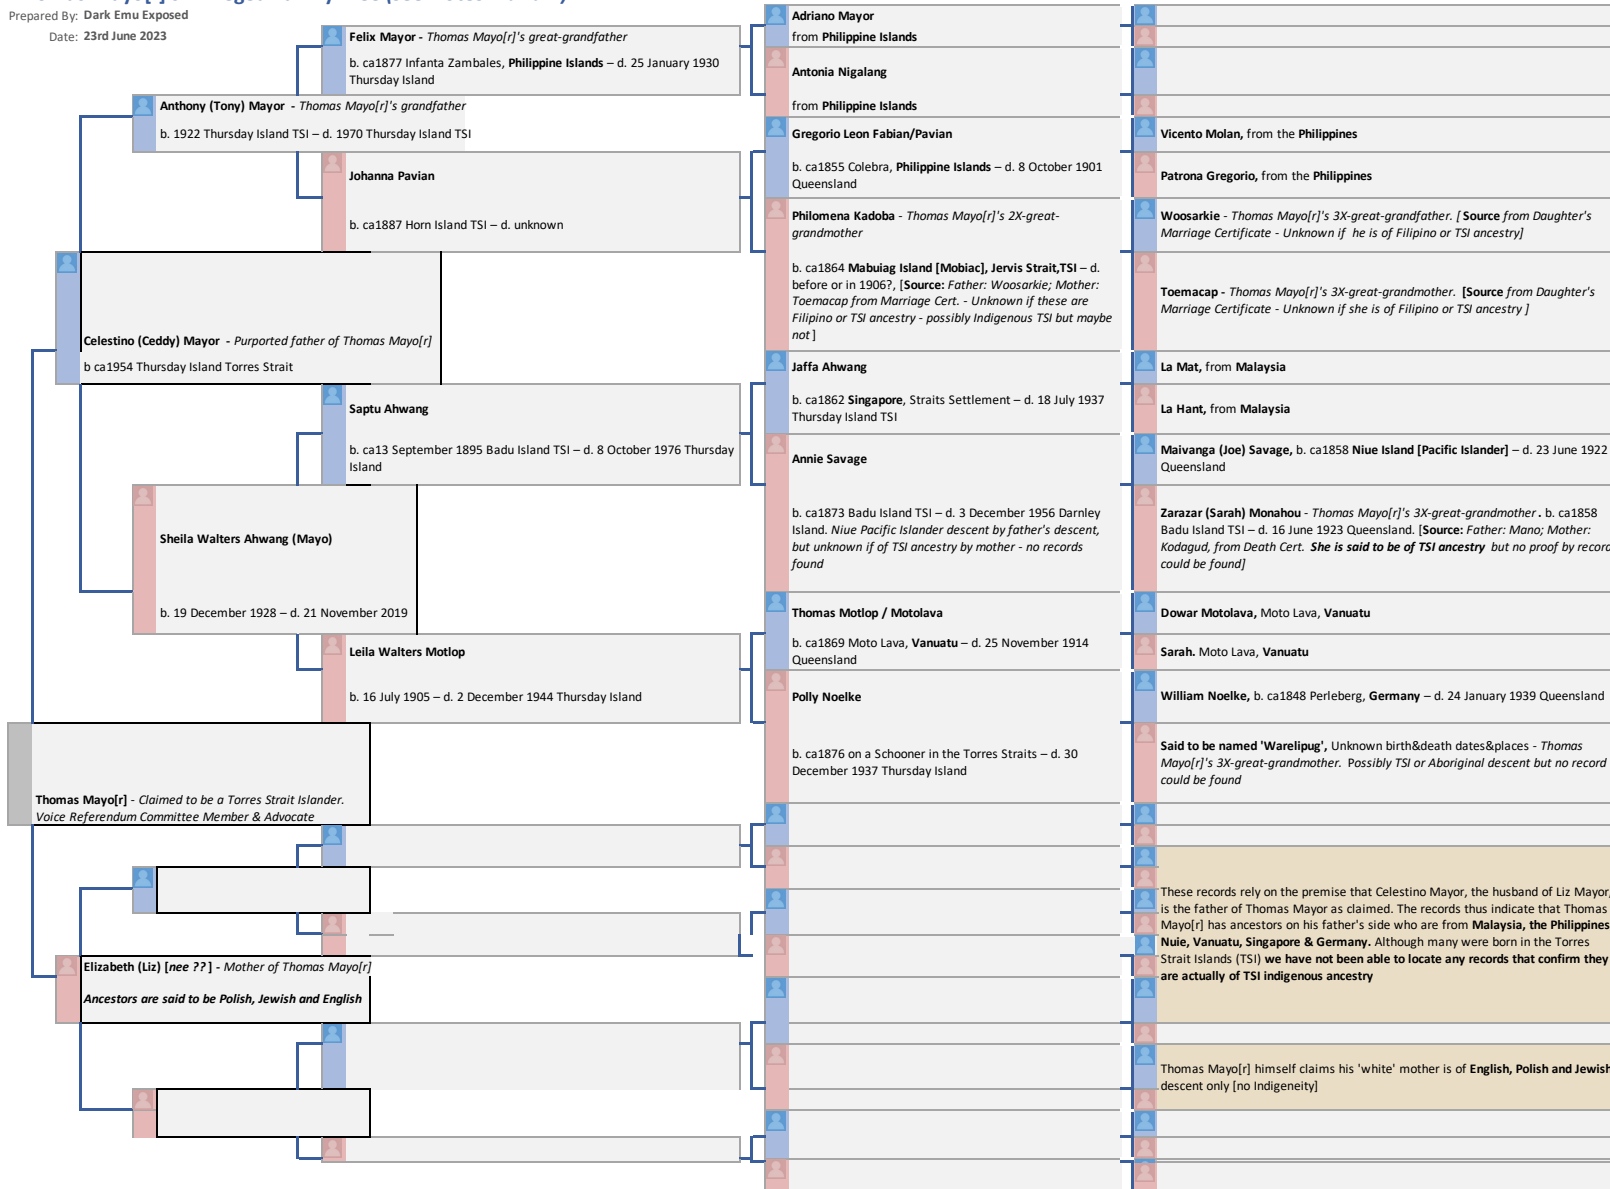 Prepared By: Dark Emu Exposed
Date: 23rd June 2023
Felix Mayor - Thomas Mayo[r]'s great-grandfather
b. ca1877 Infanta Zambales, Philippine Islands – d. 25 January 1930
Thursday Island
Anthony (Tony) Mayor - Thomas Mayo[r]'s grandfather
b. 1922 Thursday Island TSI – d. 1970 Thursday Island TSI
Johanna Pavian
b. ca1887 Horn Island TSI – d. unknown
Celestino (Ceddy) Mayor - Purported father of Thomas Mayo[r]
b ca1954 Thursday Island Torres Strait
Saptu Ahwang
b. ca13 September 1895 Badu Island TSI – d. 8 October 1976 Thursday
Island
Sheila Walters Ahwang (Mayo)
b. 19 December 1928 – d. 21 November 2019
Leila Walters Motlop
b. 16 July 1905 – d. 2 December 1944 Thursday Island
Thomas Mayo[r] - Claimed to be a Torres Strait Islander.
Voice Referendum Committee Member & Advocate
Elizabeth (Liz) [nee ??] - Mother of Thomas Mayo[r]
Ancestors are said to be Polish, Jewish and English
Adriano Mayor
from Philippine Islands
Antonia Nigalang
from Philippine Islands
Gregorio Leon Fabian/Pavian
b. ca1855 Colebra, Philippine Islands – d. 8 October 1901
Queensland
Philomena Kadoba - Thomas Mayo[r]'s 2X-great-
grandmother
b. ca1864 Mabuiag Island [Mobiac], Jervis Strait,TSI – d.
before or in 1906?, [Source: Father: Woosarkie; Mother:
Toemacap from Marriage Cert. - Unknown if these are
Filipino or TSI ancestry - possibly Indigenous TSI but maybe
not]
Jaffa Ahwang
b. ca1862 Singapore, Straits Settlement – d. 18 July 1937
Thursday Island TSI
Annie Savage
b. ca1873 Badu Island TSI – d. 3 December 1956 Darnley
Island. Niue Pacific Islander descent by father's descent,
but unknown if of TSI ancestry by mother - no records
found
Thomas Motlop / Motolava
b. ca1869 Moto Lava, Vanuatu – d. 25 November 1914
Queensland
Polly Noelke
b. ca1876 on a Schooner in the Torres Straits – d. 30
December 1937 Thursday Island
Vicento Molan, from the Philippines
Patrona Gregorio, from the Philippines
Woosarkie - Thomas Mayo[r]'s 3X-great-grandfather. [ Source from Daughter's
Marriage Certificate - Unknown if he is of Filipino or TSI ancestry]
Toemacap - Thomas Mayo[r]'s 3X-great-grandmother. [Source from Daughter's
Marriage Certificate - Unknown if she is of Filipino or TSI ancestry ]
La Mat, from Malaysia
La Hant, from Malaysia
Maivanga (Joe) Savage, b. ca1858 Niue Island [Pacific Islander] – d. 23 June 1922
Queensland
Zarazar (Sarah) Monahou - Thomas Mayo[r]'s 3X-great-grandmother . b. ca1858
Badu Island TSI – d. 16 June 1923 Queensland. [Source: Father: Mano; Mother:
Kodagud, from Death Cert. She is said to be of TSI ancestry but no proof by record
could be found]
Dowar Motolava, Moto Lava, Vanuatu
Sarah. Moto Lava, Vanuatu
William Noelke, b. ca1848 Perleberg, Germany – d. 24 January 1939 Queensland
Said to be named 'Warelipug', Unknown birth&death dates&places - Thomas
Mayo[r]'s 3X-great-grandmother. Possibly TSI or Aboriginal descent but no record
could be found
These records rely on the premise that Celestino Mayor, the husband of Liz Mayor,
is the father of Thomas Mayor as claimed. The records thus indicate that Thomas
Mayo[r] has ancestors on his father's side who are from Malaysia, the Philippines
Nuie, Vanuatu, Singapore & Germany. Although many were born in the Torres
Strait Islands (TSI) we have not been able to locate any records that confirm they
are actually of TSI indigenous ancestry
Thomas Mayo[r] himself claims his 'white' mother is of English, Polish and Jewish
descent only [no Indigeneity]